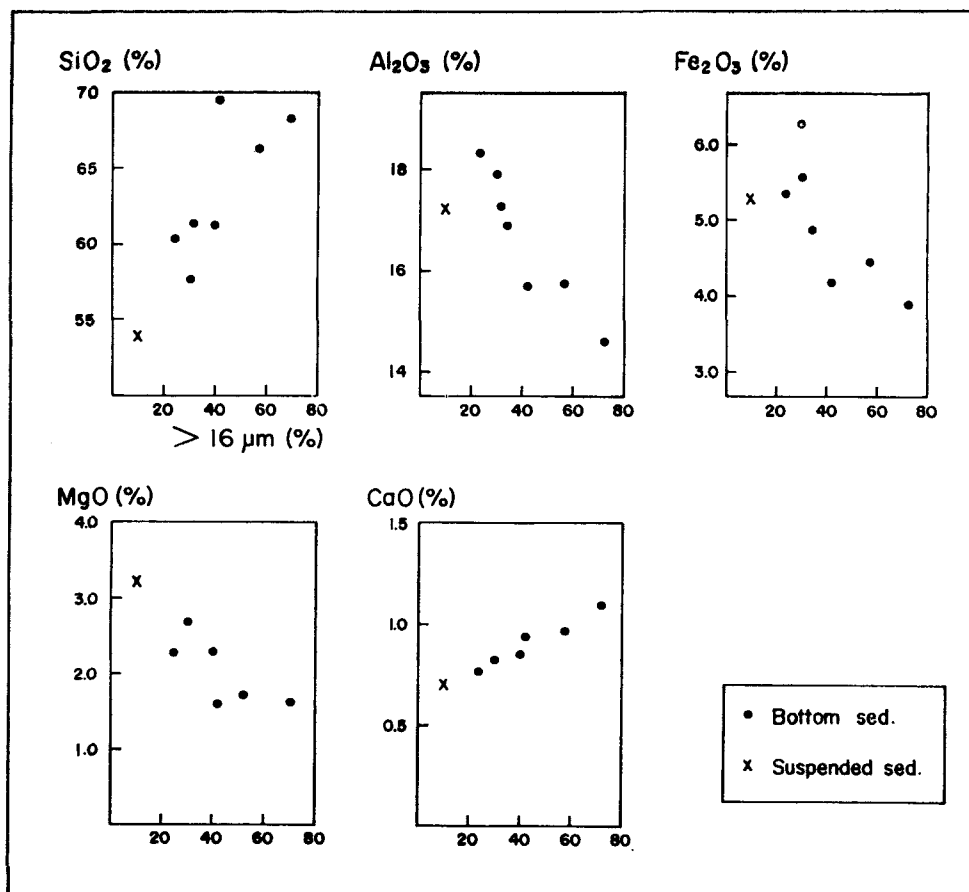 SiO₂ (%)
70
65
60
55
20 40 60 80
> 16 μm (%)
Al₂O₃ (%)
18
16
14
20 40 60 80
Fe₂O₃ (%)
6.0
5.0
4.0
3.0
20 40 60 80
MgO (%)
4.0
3.0
2.0
1.0
20 40 60 80
CaO (%)
1.5
1.0
0.5
20 40 60 80
• Bottom sed.
x Suspended sed.